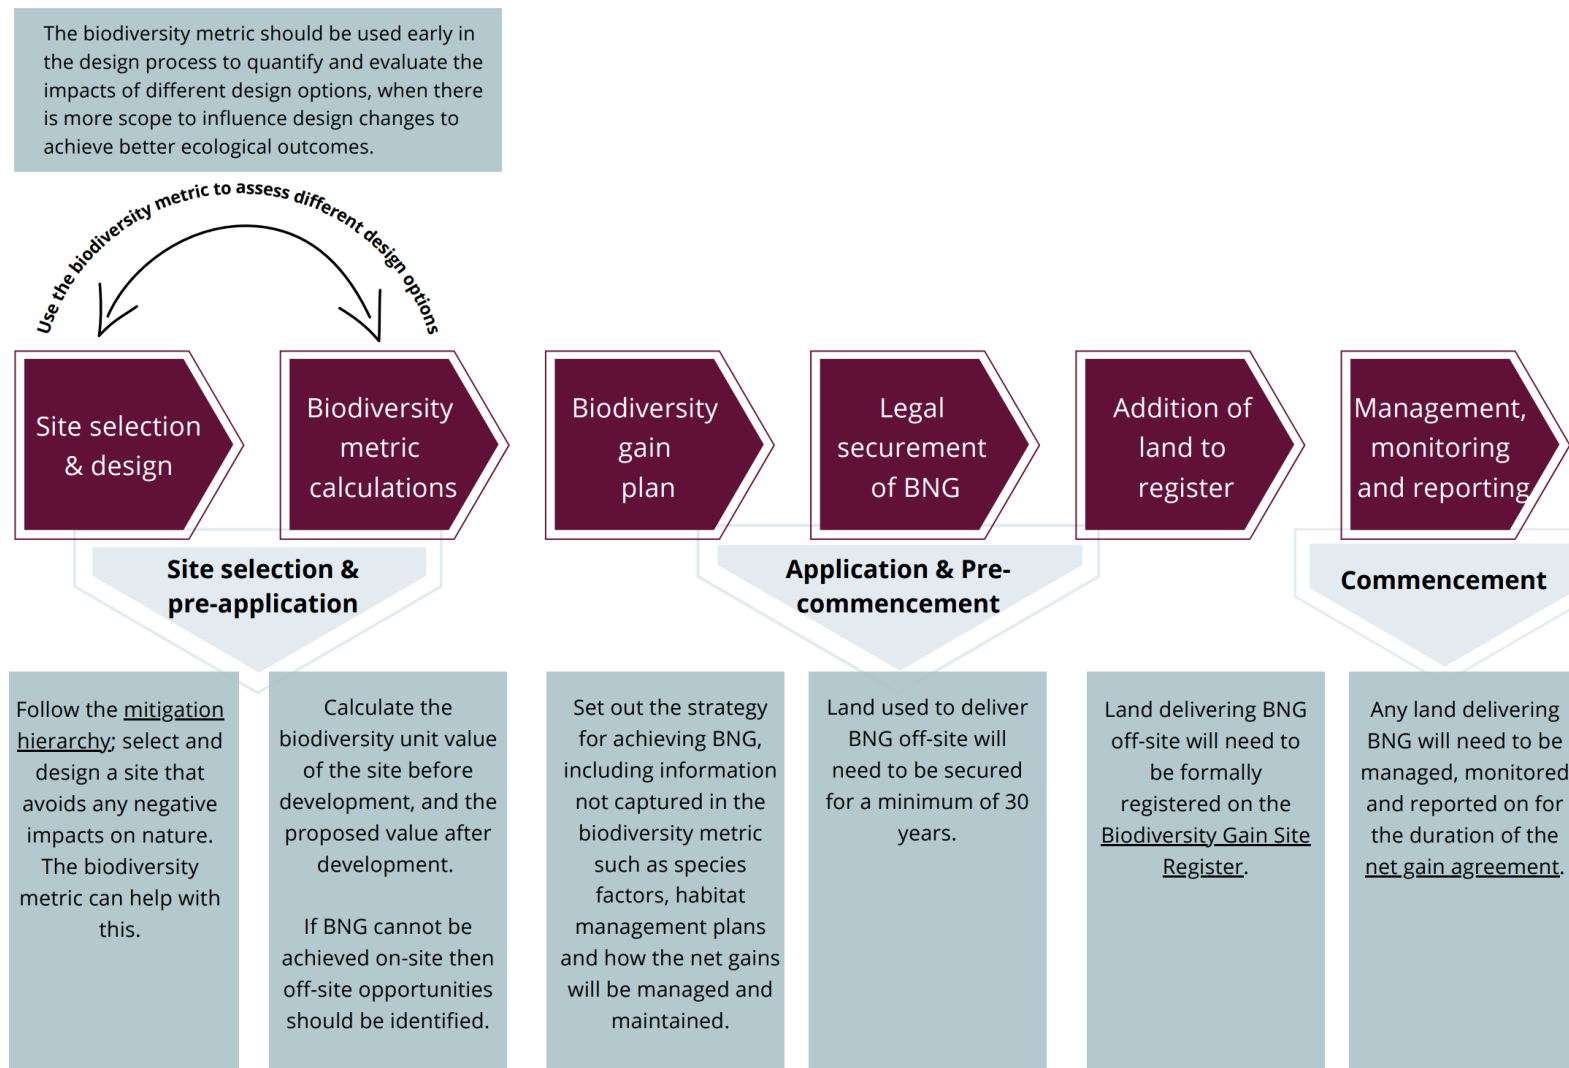 The biodiversity metric should be used early in
the design process to quantify and evaluate the
impacts of different design options, when there
is more scope to influence design changes to
achieve better ecological outcomes.
Use the biodiversity metric to assess different design options
Site selection
& design
Biodiversity
metric
calculations
Biodiversity
gain
plan
Legal
securement
of BNG
Addition of
land to
register
Management,
monitoring
and reporting
Site selection &
pre-application
Application & Pre-
commencement
Commencement
Follow the mitigation
hierarchy; select and
design a site that
avoids any negative
impacts on nature.
The biodiversity
metric can help with
this.
Calculate the
biodiversity unit value
of the site before
development, and the
proposed value after
development.
If BNG cannot be
achieved on-site then
off-site opportunities
should be identified.
Set out the strategy
for achieving BNG,
including information
not captured in the
biodiversity metric
such as species
factors, habitat
management plans
and how the net gains
will be managed and
maintained.
Land used to deliver
BNG off-site will
need to be secured
for a minimum of 30
years.
Land delivering BNG
off-site will need to
be formally
registered on the
Biodiversity Gain Site
Register.
Any land delivering
BNG will need to be
managed, monitored
and reported on for
the duration of the
net gain agreement.